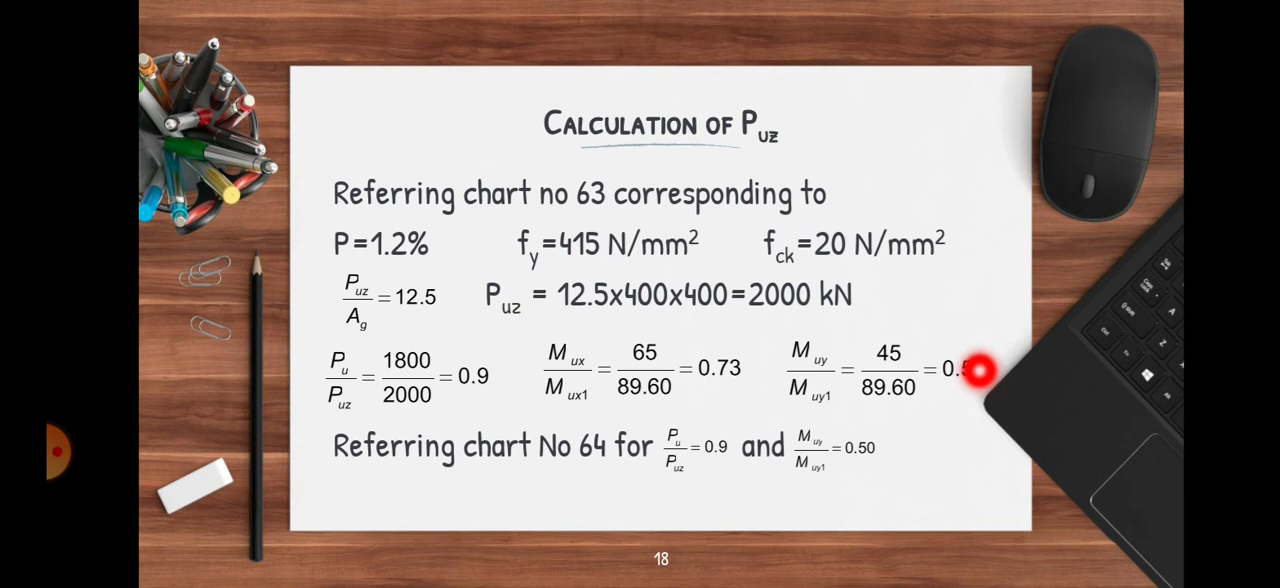 CALCULATION OF Puz
Referring chart no 63 corresponding to
P=1.2% fy=415 N/mm² fck=20 N/mm²
Puz/Ag = 12.5 Puz = 12.5x400x400=2000 kN
Pu/Puz = 1800/2000 = 0.9 Mux/Mux1 = 65/89.60 = 0.73 Muy/Muy1 = 45/89.60 =
Referring chart No 64 for Pu/Puz = 0.9 and Muy/Muy1 = 0.50
18